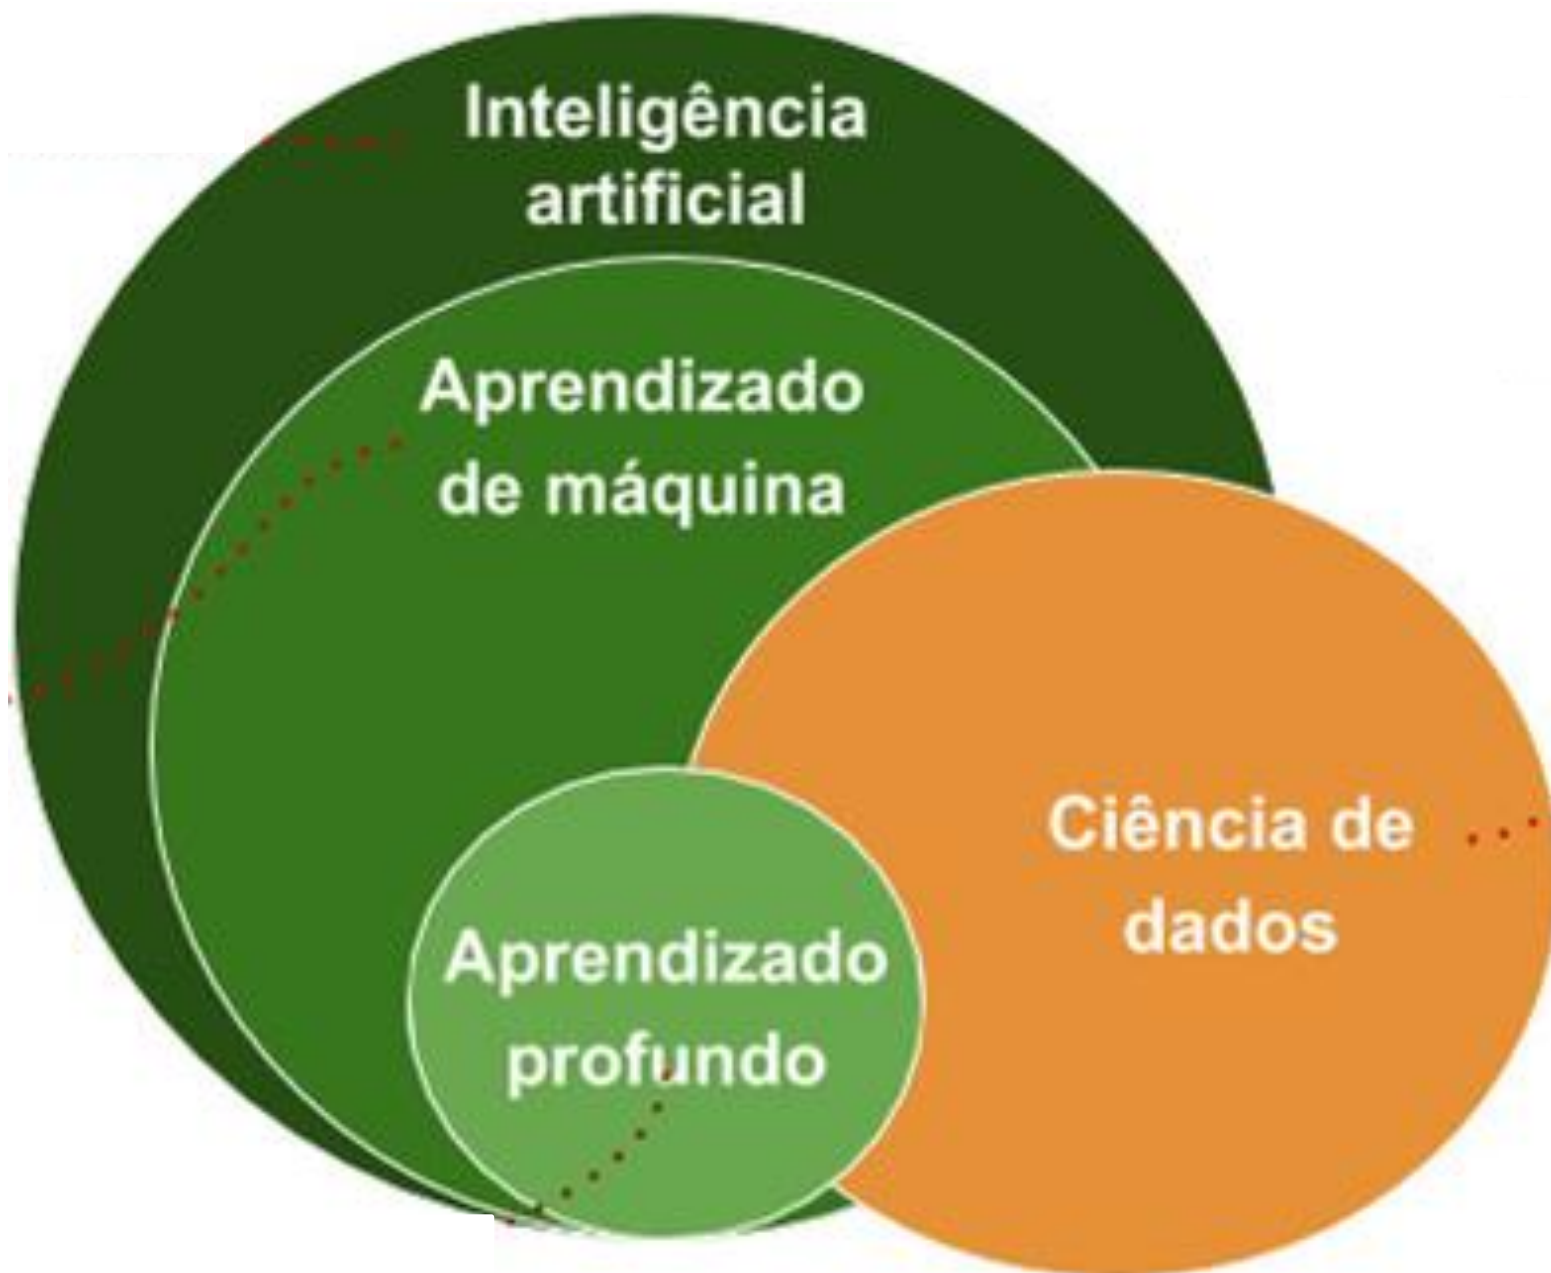 Inteligência
artificial
Aprendizado
de máquina
Ciência de
dados
Aprendizado
profundo